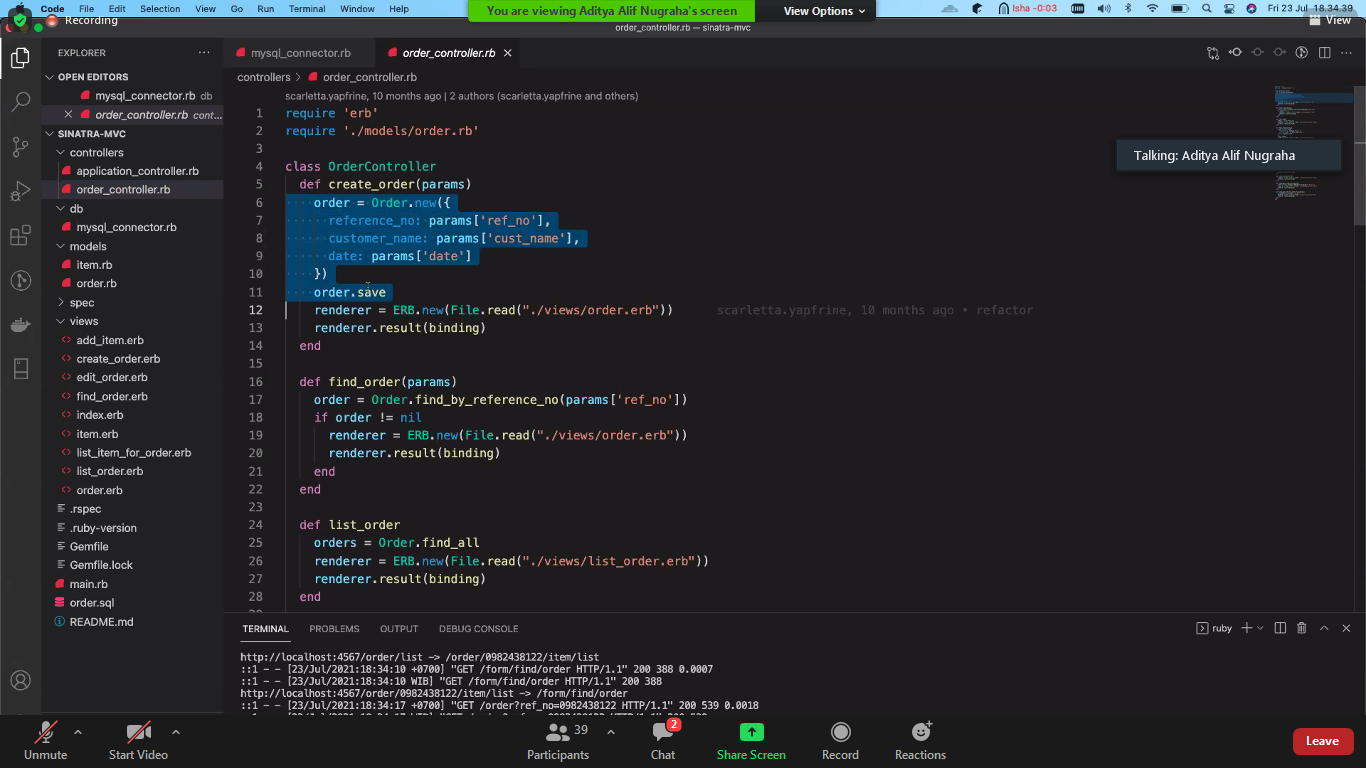 Code File Edit Selection View Go Run Terminal Window Help
You are viewing Aditya Alif Nugraha's screen
View Options
Isha -0:03
Fri 23 Jul 18.34.39
Recording
order_controller.rb — sinatra-mvc
View
EXPLORER
mysql_connector.rb
order_controller.rb
OPEN EDITORS
mysql_connector.rb db
order_controller.rb cont...
SINATRA-MVC
controllers
application_controller.rb
order_controller.rb
db
mysql_connector.rb
models
item.rb
order.rb
spec
views
add_item.erb
create_order.erb
edit_order.erb
find_order.erb
index.erb
item.erb
list_item_for_order.erb
list_order.erb
order.erb
.rspec
.ruby-version
Gemfile
Gemfile.lock
main.rb
order.sql
README.md
controllers > order_controller.rb
scarletta.yapfrine, 10 months ago | 2 authors (scarletta.yapfrine and others)
1 require 'erb'
2 require './models/order.rb'
3
4 class OrderController
5 def create_order(params)
6 order = Order.new({
7 reference_no: params['ref_no'],
8 customer_name: params['cust_name'],
9 date: params['date']
10 })
11 order.save
12 renderer = ERB.new(File.read("./views/order.erb")) scarletta.yapfrine, 10 months ago • refactor
13 renderer.result(binding)
14 end
15
16 def find_order(params)
17 order = Order.find_by_reference_no(params['ref_no'])
18 if order != nil
19 renderer = ERB.new(File.read("./views/order.erb"))
20 renderer.result(binding)
21 end
22 end
23
24 def list_order
25 orders = Order.find_all
26 renderer = ERB.new(File.read("./views/list_order.erb"))
27 renderer.result(binding)
28 end
Talking: Aditya Alif Nugraha
TERMINAL PROBLEMS OUTPUT DEBUG CONSOLE
ruby
http://localhost:4567/order/list -> /order/0982438122/item/list
::1 - - [23/Jul/2021:18:34:10 +0700] "GET /form/find/order HTTP/1.1" 200 388 0.0007
::1 - - [23/Jul/2021:18:34:10 WIB] "GET /form/find/order HTTP/1.1" 200 388
http://localhost:4567/order/0982438122/item/list -> /form/find/order
::1 - - [23/Jul/2021:18:34:17 +0700] "GET /order?ref_no=0982438122 HTTP/1.1" 200 539 0.0018
Unmute
Start Video
39
Participants
2
Chat
Share Screen
Record
Reactions
Leave